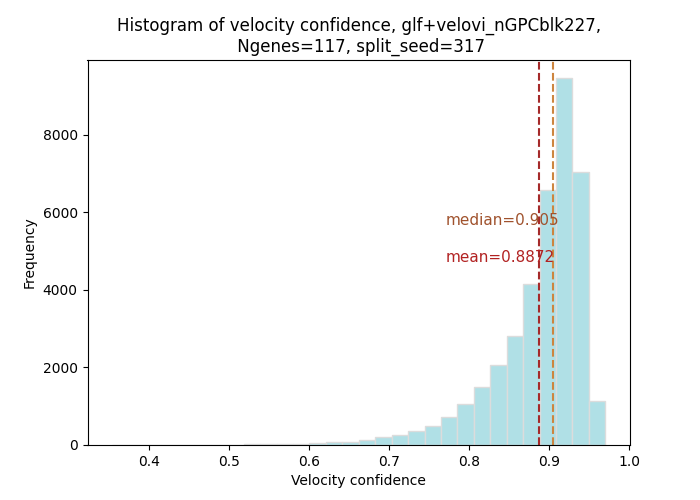 Histogram of velocity confidence, glf+velovi_nGPCblk227,
Ngenes=117, split_seed=317
8000
6000
4000
2000
0
Frequency
median=0.905
mean=0.8872
0.4 0.5 0.6 0.7 0.8 0.9 1.0
Velocity confidence